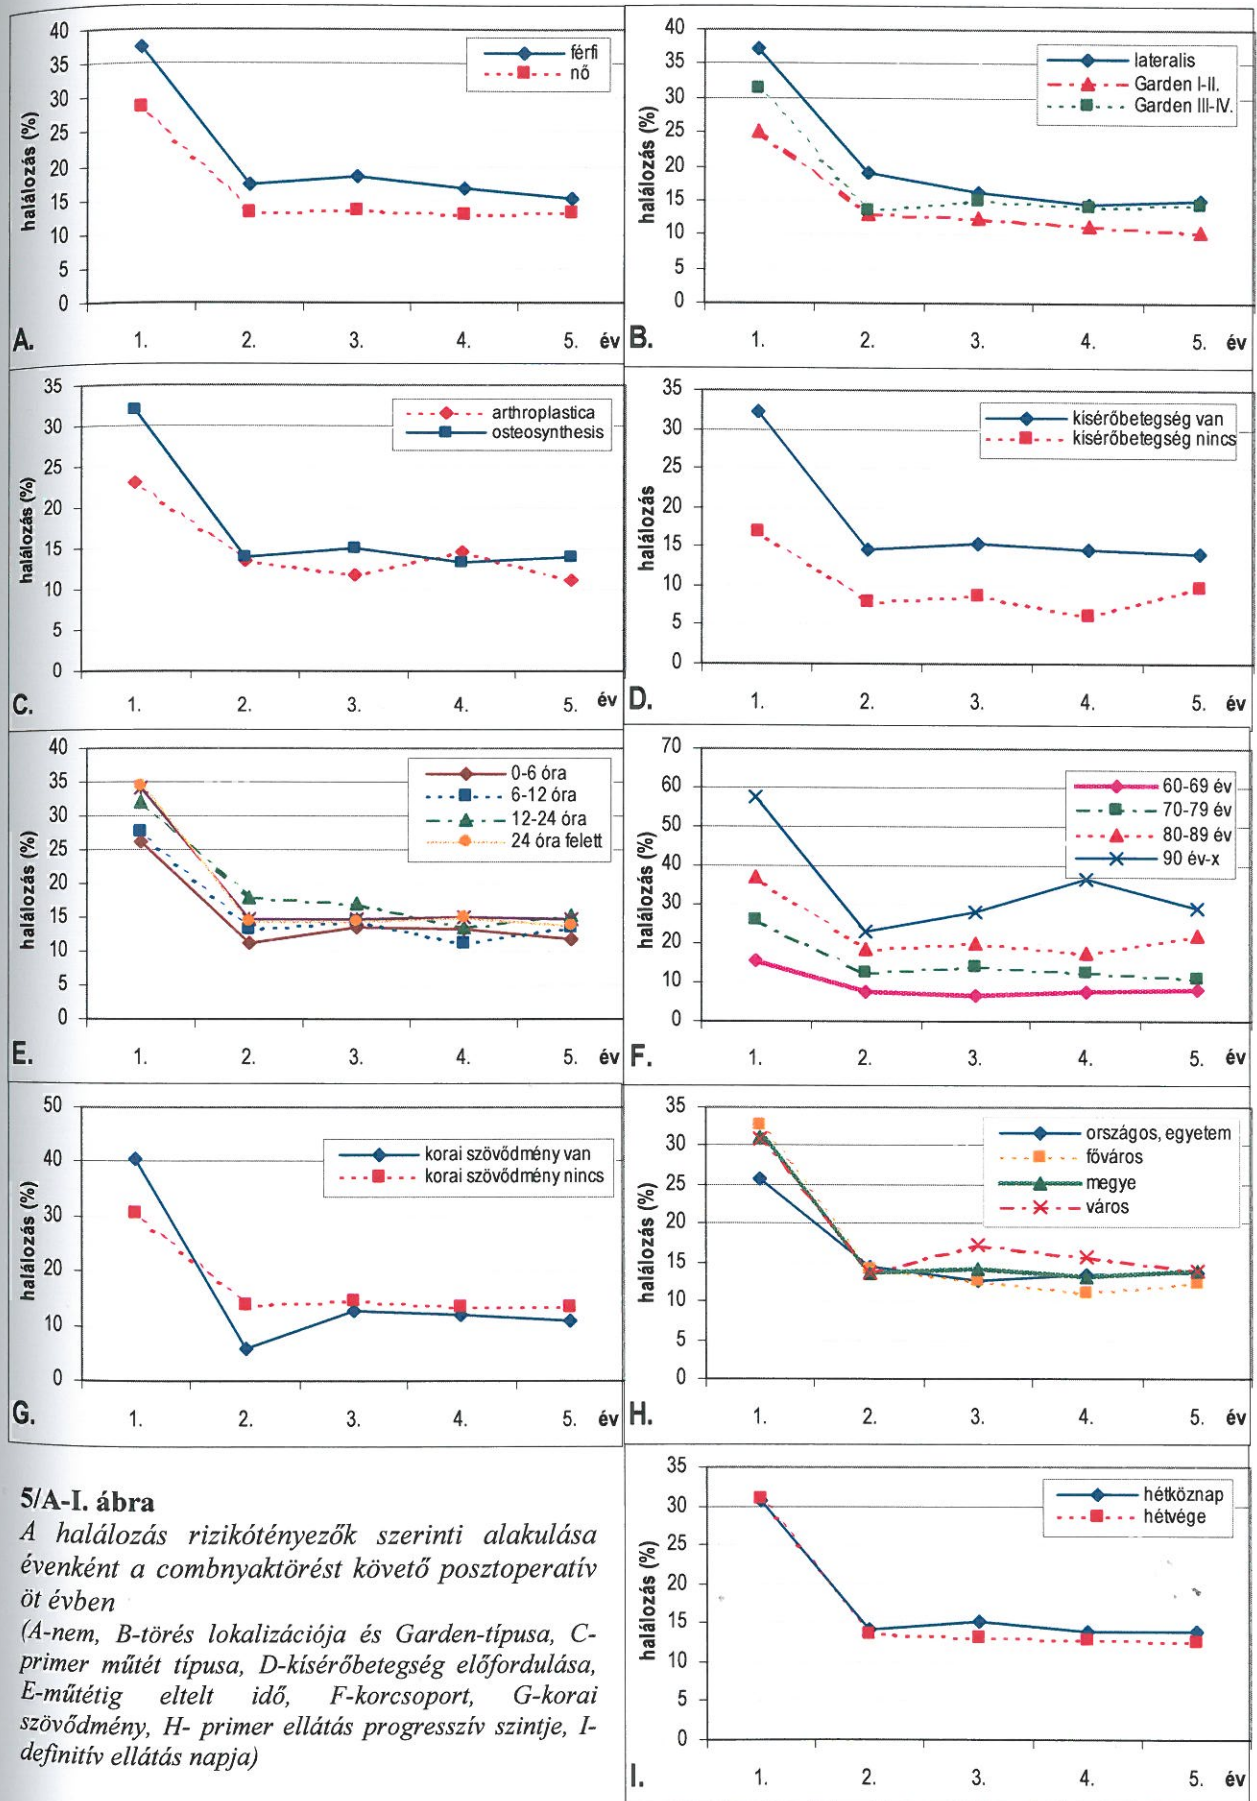 40
35
30
25
20
15
10
5
0
halálozás (%)
férfi
nő
A.
1. 2. 3. 4. 5. év
40
35
30
25
20
15
10
5
0
halálozás (%)
lateralis
Garden I-II.
Garden III-IV.
B.
1. 2. 3. 4. 5. év
35
30
25
20
15
10
5
0
halálozás (%)
arthroplastica
osteosynthesis
C.
1. 2. 3. 4. 5. év
35
30
25
20
15
10
5
0
halálozás
kísérőbetegség van
kísérőbetegség nincs
D.
1. 2. 3. 4. 5. év
40
35
30
25
20
15
10
5
0
halálozás (%)
0-6 óra
6-12 óra
12-24 óra
24 óra felett
E.
1. 2. 3. 4. 5. év
70
60
50
40
30
20
10
0
halálozás (%)
60-69 év
70-79 év
80-89 év
90 év-x
F.
1. 2. 3. 4. 5. év
50
40
30
20
10
0
halálozás (%)
korai szövődmény van
korai szövődmény nincs
G.
1. 2. 3. 4. 5. év
35
30
25
20
15
10
5
0
halálozás (%)
országos, egyetem
főváros
megye
város
H.
1. 2. 3. 4. 5. év
35
30
25
20
15
10
5
0
halálozás (%)
hétköznap
hétvége
I.
1. 2. 3. 4. 5. év
5/A-I. ábra
A halálozás rizikótényezők szerinti alakulása
évenként a combnyaktörést követő posztoperatív
öt évben
(A-nem, B-törés lokalizációja és Garden-típusa, C-
primer műtét típusa, D-kísérőbetegség előfordulása,
E-műtétig eltelt idő, F-korcsoport, G-korai
szövődmény, H- primer ellátás progresszív szintje, I-
definitív ellátás napja)